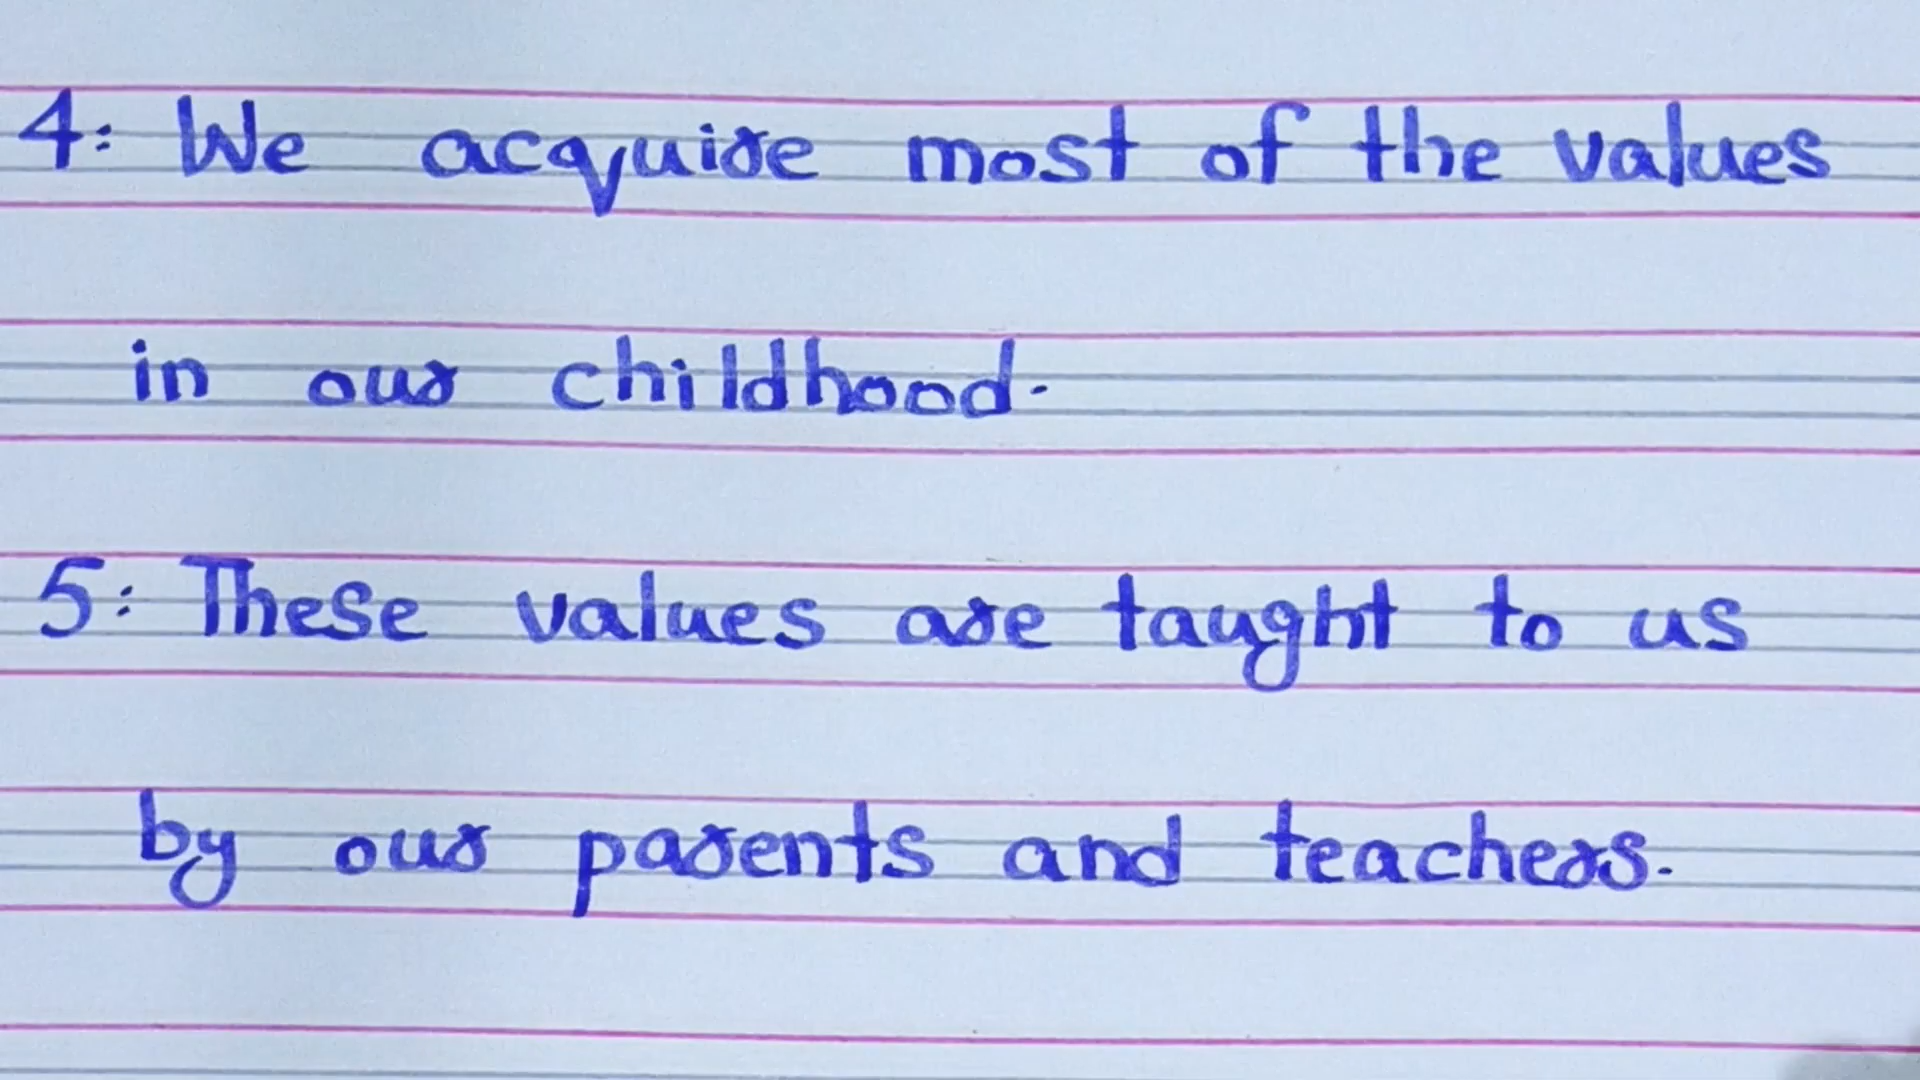 4: We acquire most of the values
in our childhood.
5: These values are taught to us
by our parents and teachers.